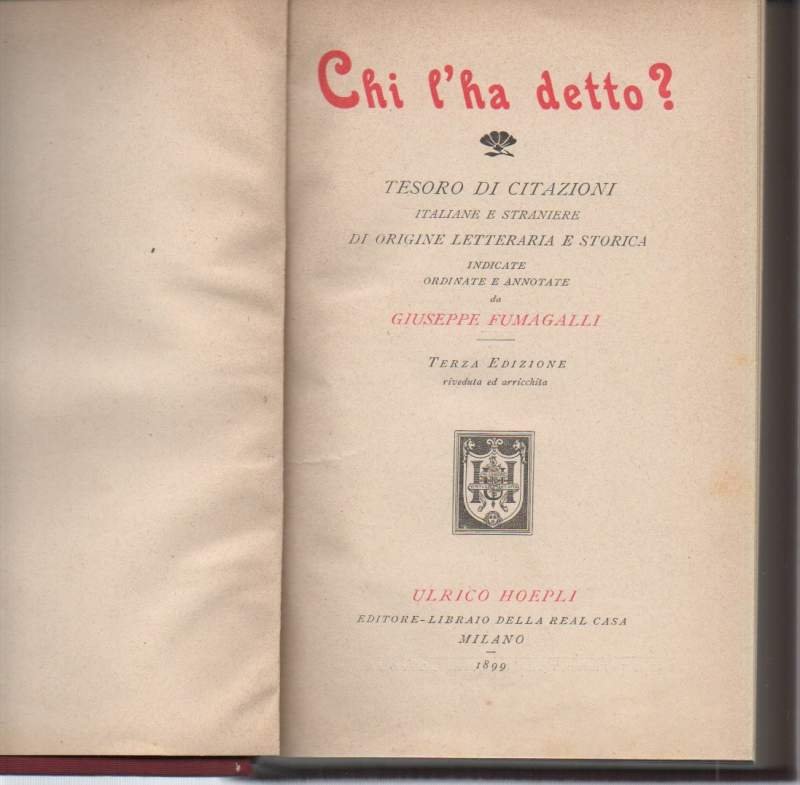 Chi l'ha detto?
TESORO DI CITAZIONI
ITALIANE E STRANIERE
DI ORIGINE LETTERARIA E STORICA
INDICATE
ORDINATE E ANNOTATE
da
GIUSEPPE FUMAGALLI
TERZA EDIZIONE
riveduta ed arricchita
ULRICO HOEPLI
EDITORE-LIBRAIO DELLA REAL CASA
MILANO
1899